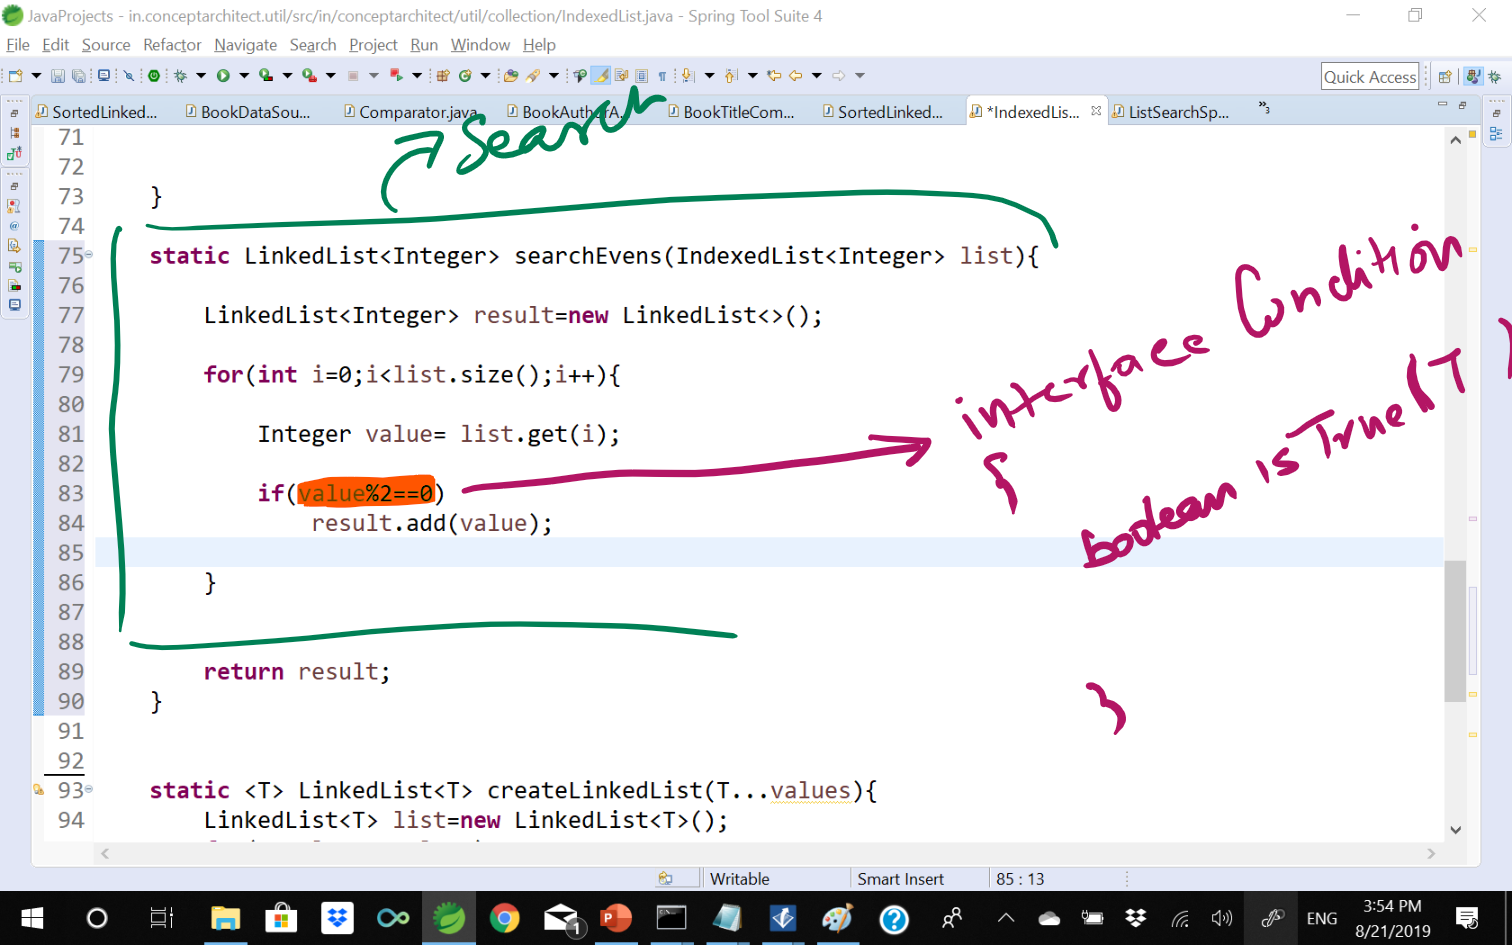 JavaProjects - in.conceptarchitect.util/src/in/conceptarchitect/util/collection/IndexedList.java - Spring Tool Suite 4
File Edit Source Refactor Navigate Search Project Run Window Help
Quick Access
SortedLinked... BookDataSou... Comparator.java BookAuthorA... BookTitleCom... SortedLinked... *IndexedLis... ListSearchSp... »3
Search
71
72
73 }
74
75 static LinkedList<Integer> searchEvens(IndexedList<Integer> list){
76
77 LinkedList<Integer> result=new LinkedList<>();
78
79 for(int i=0;i<list.size();i++){
80
81 Integer value= list.get(i);
82
83 if(value%2==0)
84 result.add(value);
85
86 }
87
88
89 return result;
90 }
91
92
93 static <T> LinkedList<T> createLinkedList(T...values){
94 LinkedList<T> list=new LinkedList<T>();
interface Condition
{
boolean isTrue(T )
}
Writable Smart Insert 85 : 13
1
ENG
3:54 PM
8/21/2019